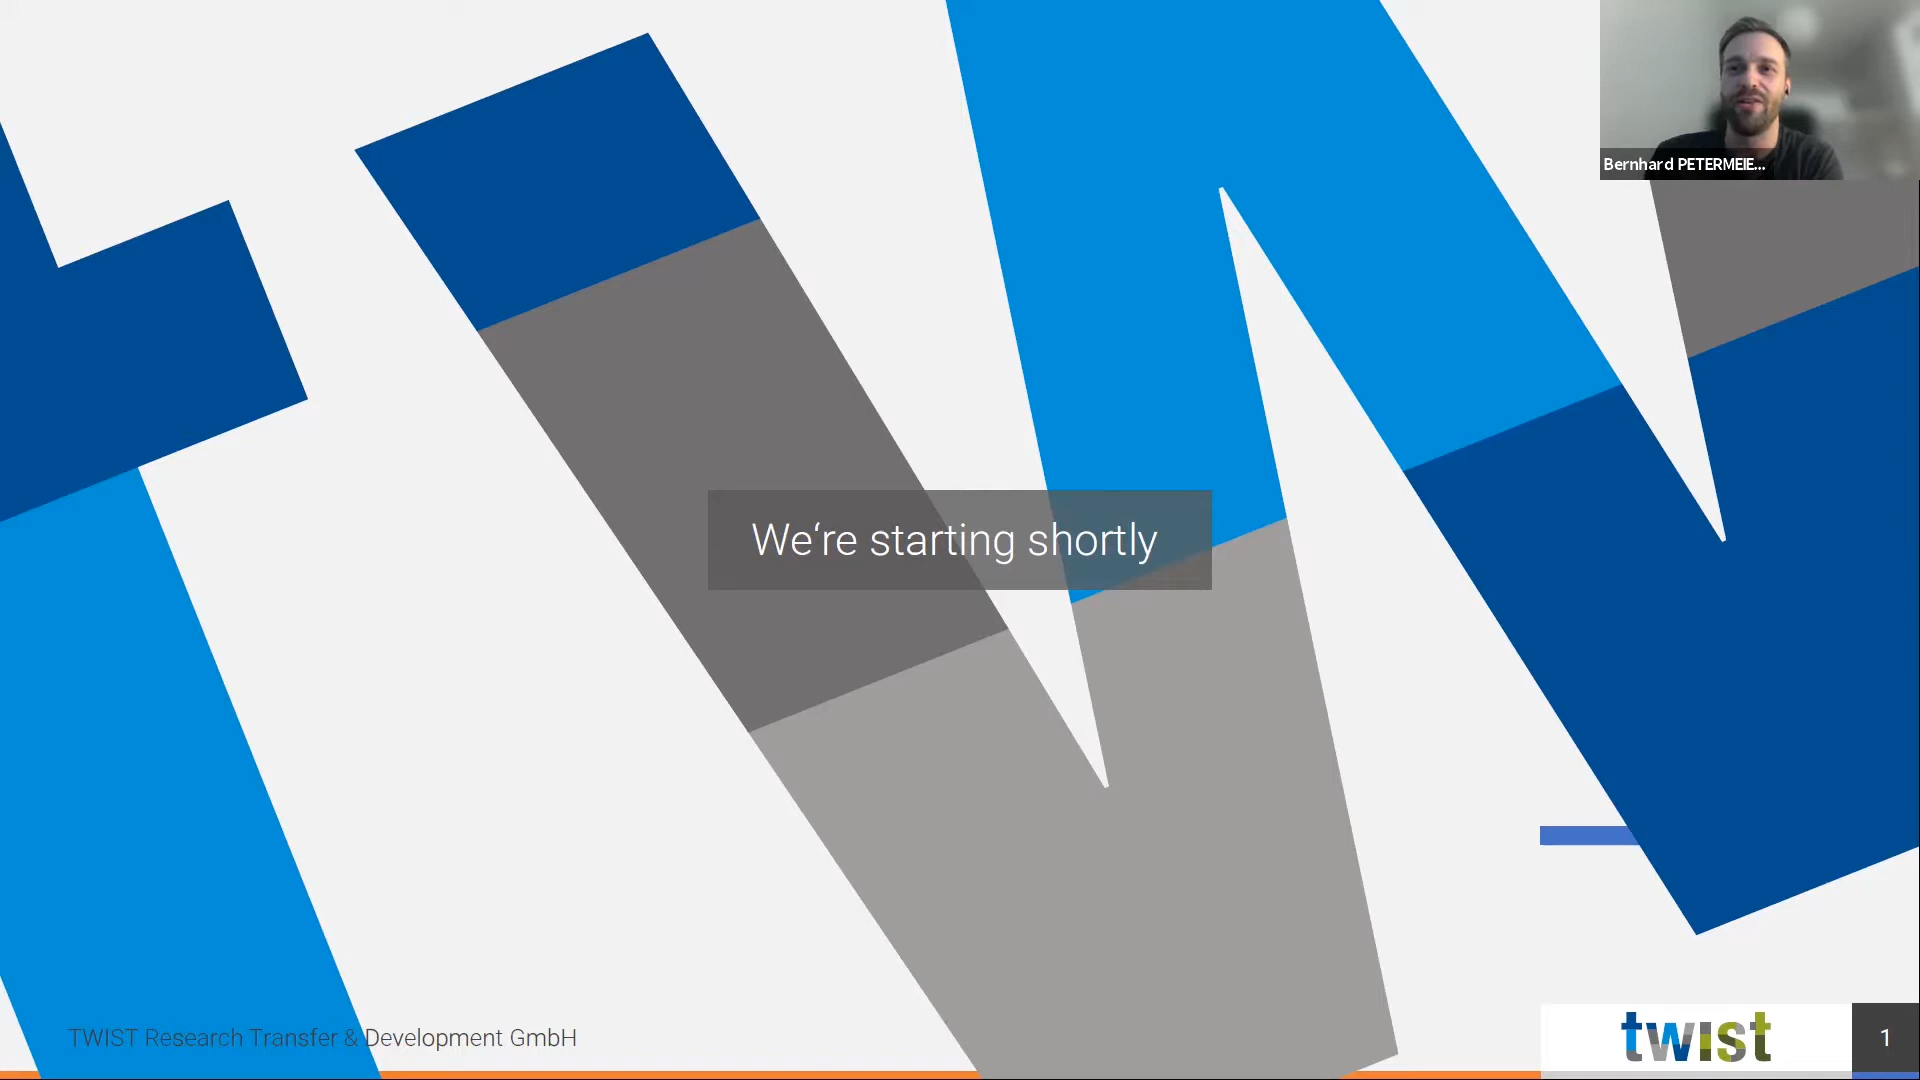 Bernhard PETERMEIE...
We‘re starting shortly
TWIST Research Transfer & Development GmbH
twist
1